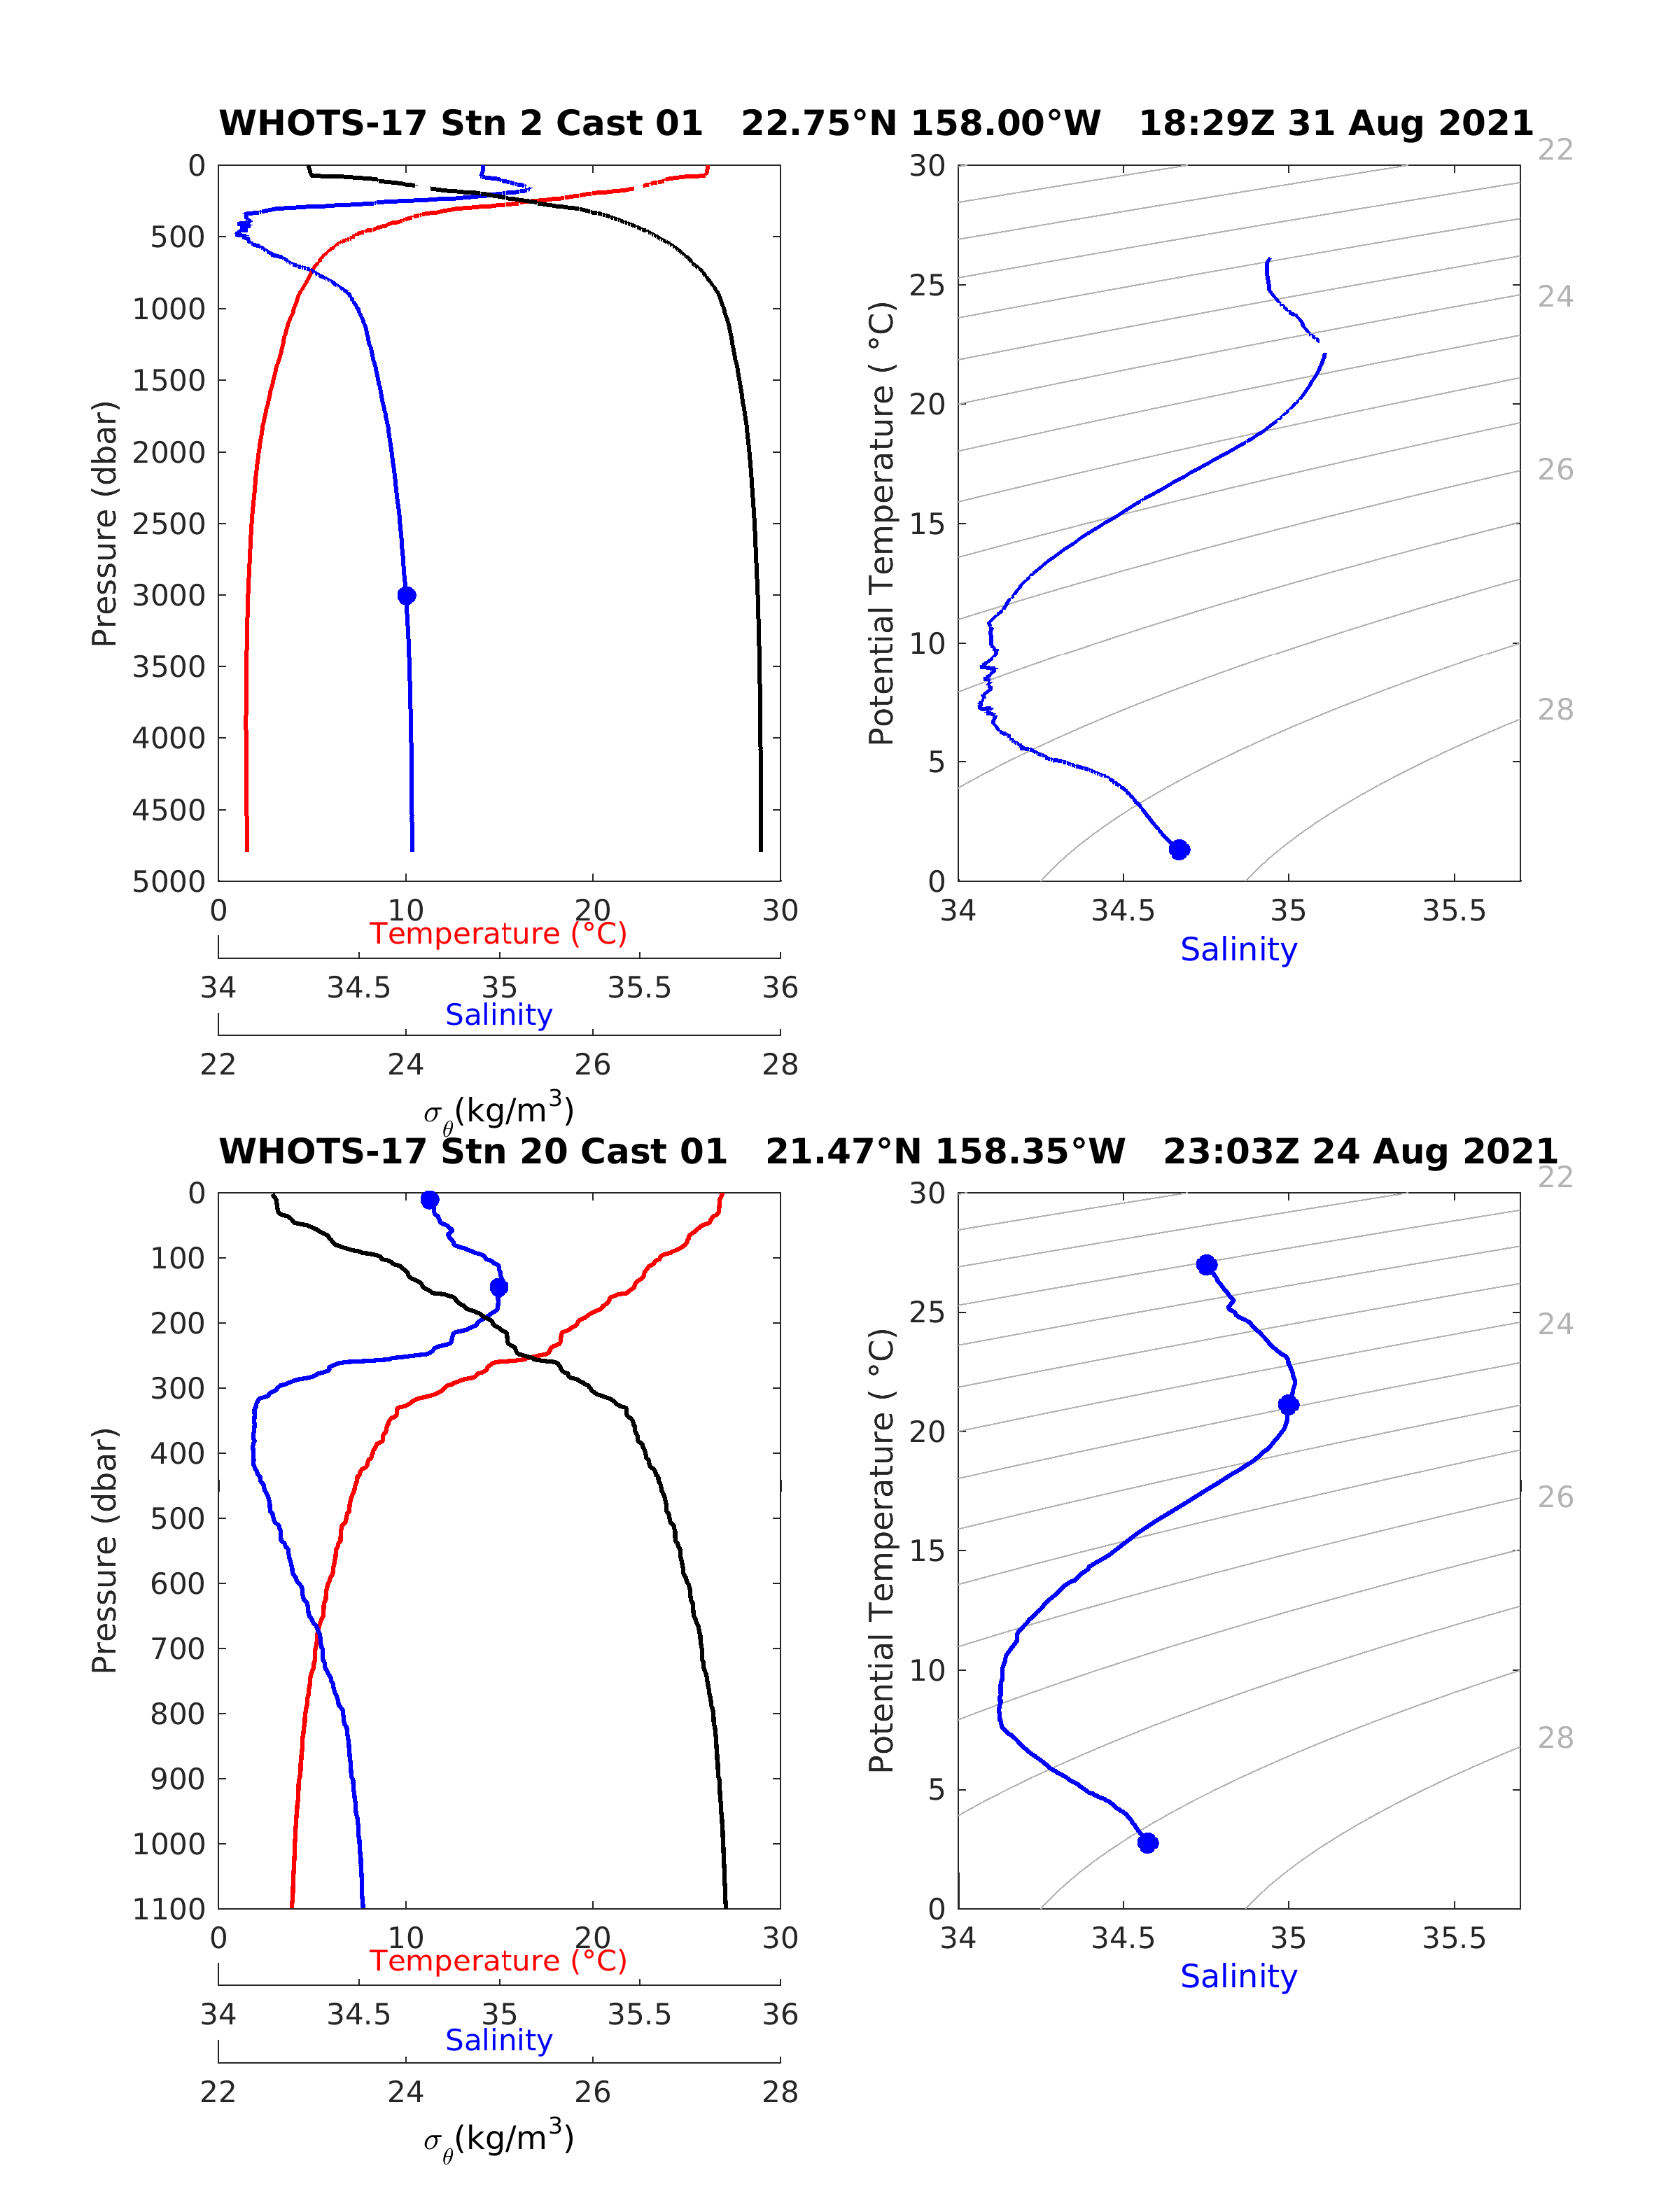 WHOTS-17 Stn 2 Cast 01   22.75°N 158.00°W   18:29Z 31 Aug 2021
0
500
1000
1500
2000
2500
3000
3500
4000
4500
5000
Pressure (dbar)
0 10 20 30
Temperature (°C)
34 34.5 35 35.5 36
Salinity
22 24 26 28
σθ(kg/m³)
30
25
20
15
10
5
0
Potential Temperature ( °C)
34 34.5 35 35.5
Salinity
22
24
26
28
WHOTS-17 Stn 20 Cast 01   21.47°N 158.35°W   23:03Z 24 Aug 2021
0
100
200
300
400
500
600
700
800
900
1000
1100
Pressure (dbar)
0 10 20 30
Temperature (°C)
34 34.5 35 35.5 36
Salinity
22 24 26 28
σθ(kg/m³)
30
25
20
15
10
5
0
Potential Temperature ( °C)
34 34.5 35 35.5
Salinity
22
24
26
28